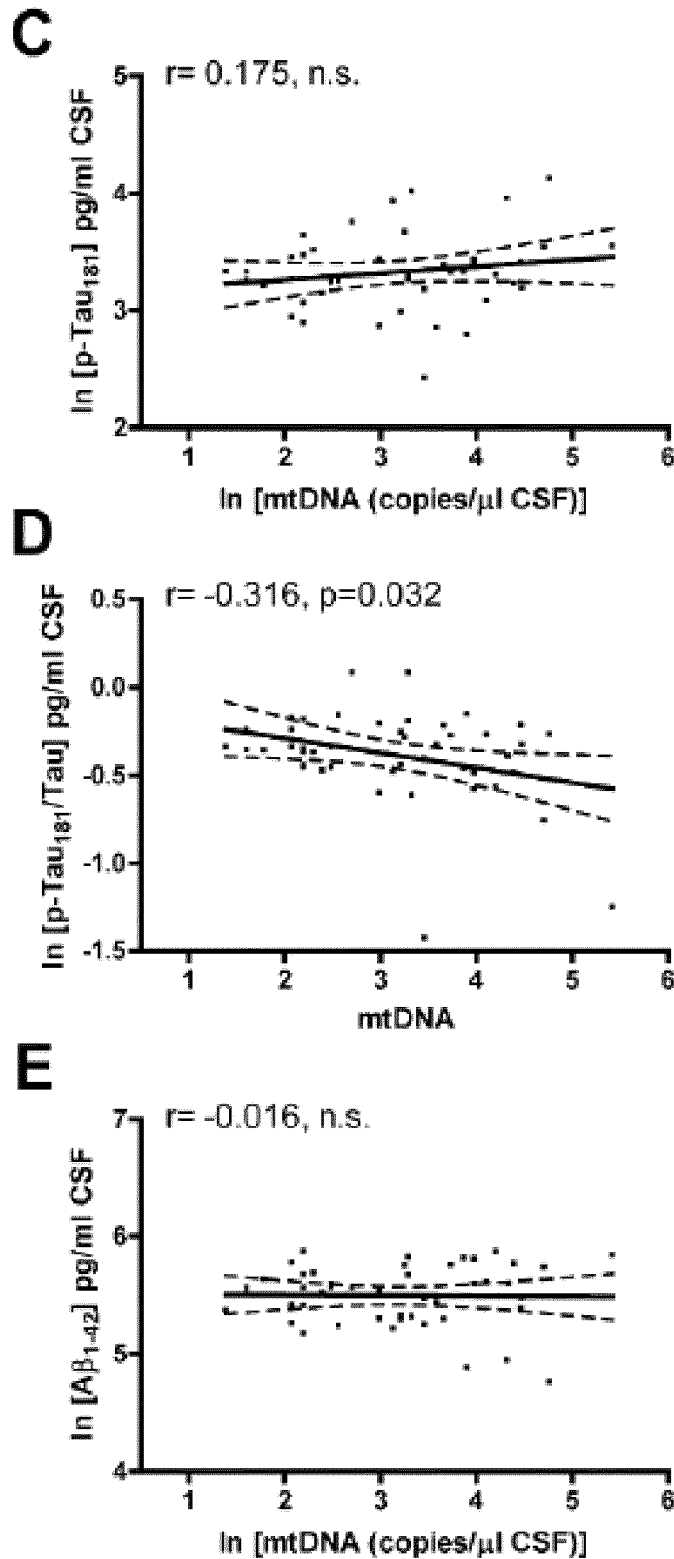 C
r= 0.175, n.s.
ln [p-Tau181] pg/ml CSF
5
4
3
2
1 2 3 4 5 6
ln [mtDNA (copies/µl CSF)]
D
r= -0.316, p=0.032
ln [p-Tau181/Tau] pg/ml CSF
0.5
0.0
-0.5
-1.0
-1.5
1 2 3 4 5 6
mtDNA
E
r= -0.016, n.s.
ln [Aβ1-42] pg/ml CSF
7
6
5
4
1 2 3 4 5 6
ln [mtDNA (copies/µl CSF)]